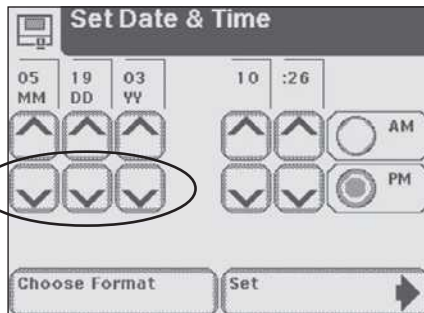 Set Date & Time
05 19 03 10 :26
MM DD YY
AM
PM
Choose Format Set